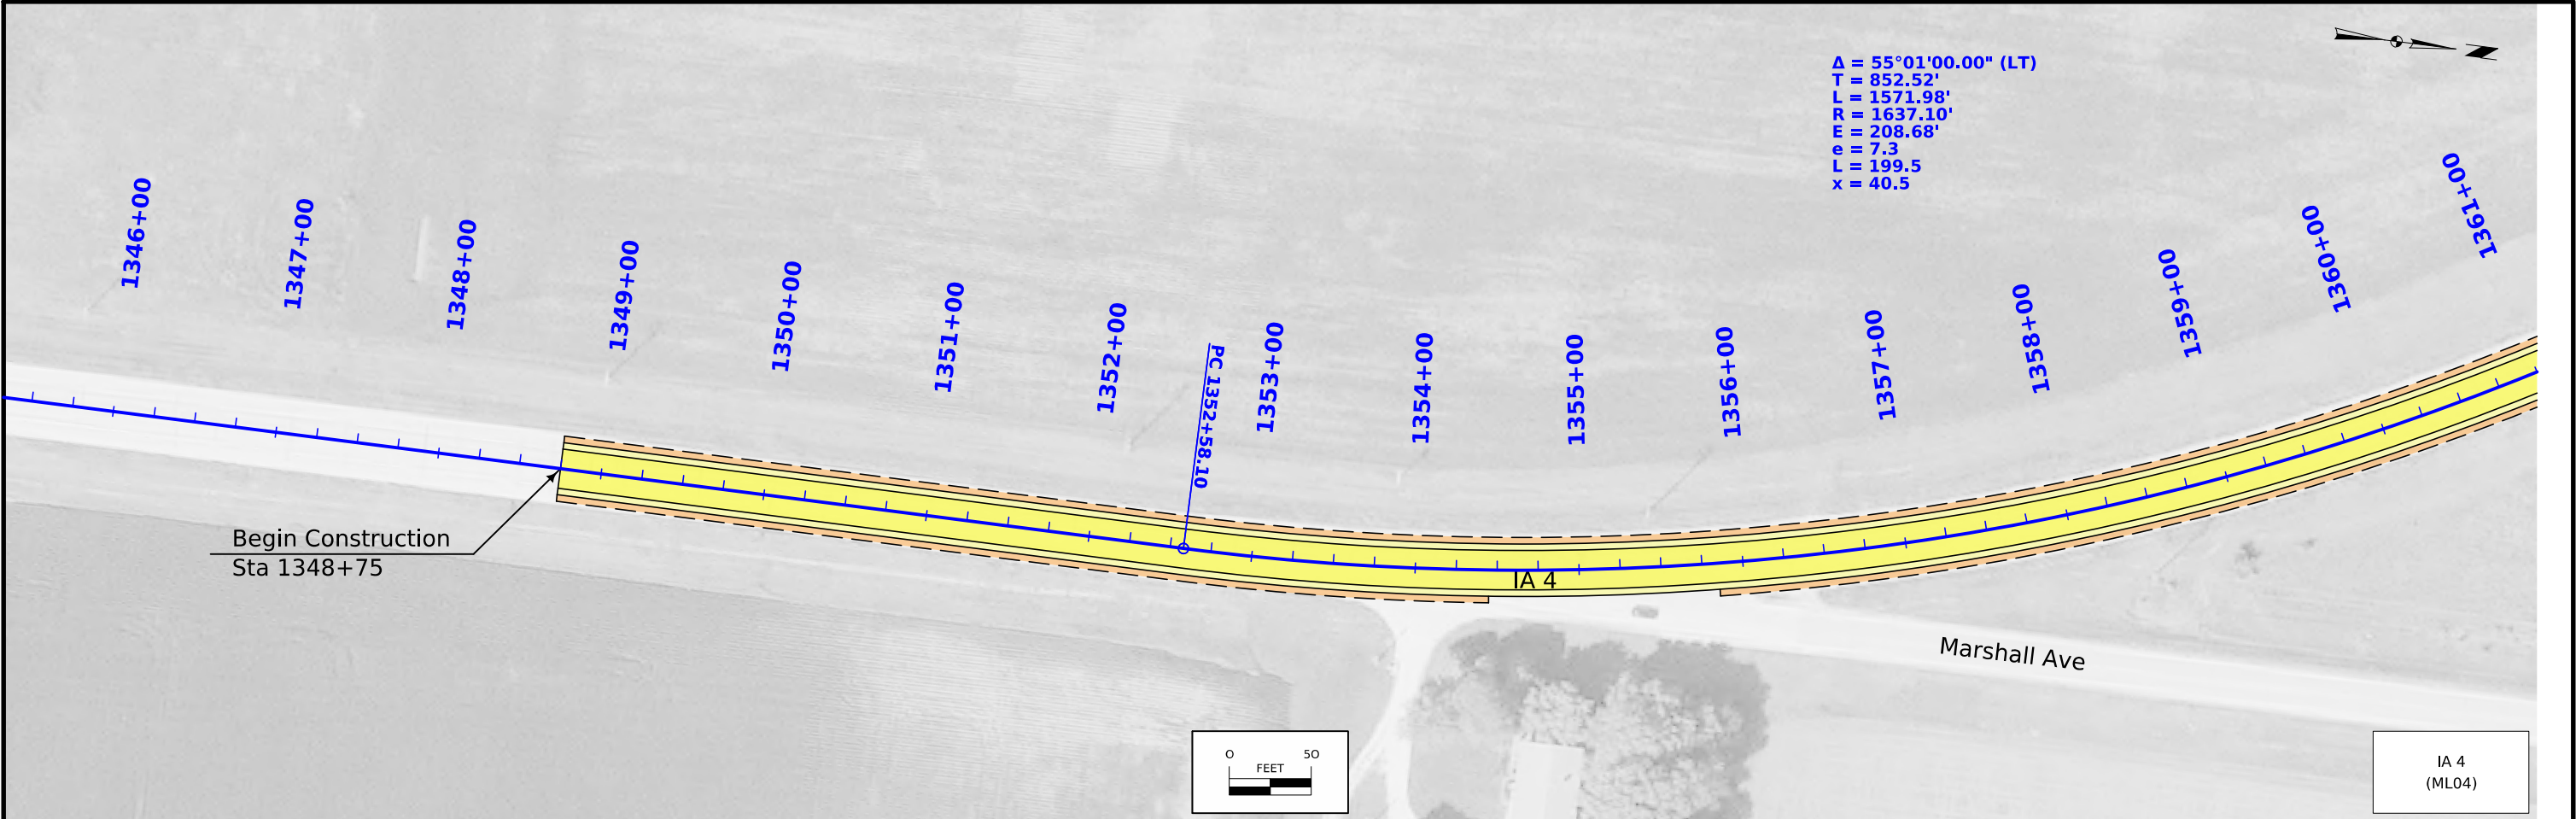 Δ = 55°01'00.00" (LT)
T = 852.52'
L = 1571.98'
R = 1637.10'
E = 208.68'
e = 7.3
L = 199.5
x = 40.5
1346+00
1347+00
1348+00
1349+00
1350+00
1351+00
1352+00
PC 1352+58.10
1353+00
1354+00
1355+00
1356+00
1357+00
1358+00
1359+00
1360+00
1361+00
Begin Construction
Sta 1348+75
IA 4
Marshall Ave
0 50
FEET
IA 4
(ML04)